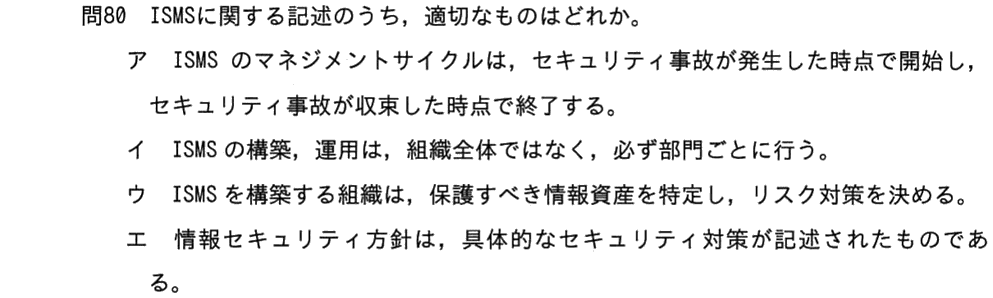 問80 ISMSに関する記述のうち，適切なものはどれか。
ア ISMS のマネジメントサイクルは，セキュリティ事故が発生した時点で開始し，
セキュリティ事故が収束した時点で終了する。
イ ISMS の構築，運用は，組織全体ではなく，必ず部門ごとに行う。
ウ ISMS を構築する組織は，保護すべき情報資産を特定し，リスク対策を決める。
エ 情報セキュリティ方針は，具体的なセキュリティ対策が記述されたものであ
る。